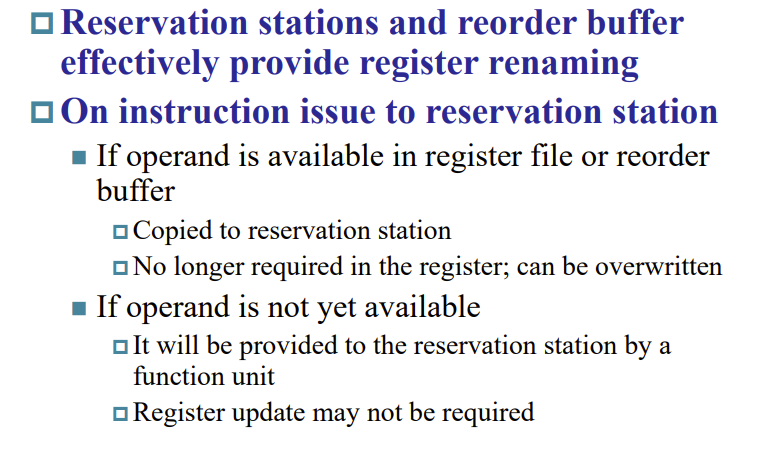 Reservation stations and reorder buffer
effectively provide register renaming
On instruction issue to reservation station
If operand is available in register file or reorder
buffer
Copied to reservation station
No longer required in the register; can be overwritten
If operand is not yet available
It will be provided to the reservation station by a
function unit
Register update may not be required